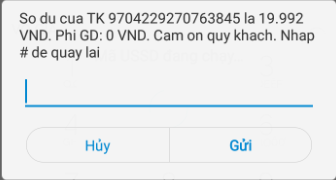 So du cua TK 9704229270763845 la 19.992
VND. Phi GD: 0 VND. Cam on quy khach. Nhap
# de quay lai
Hủy
Gửi